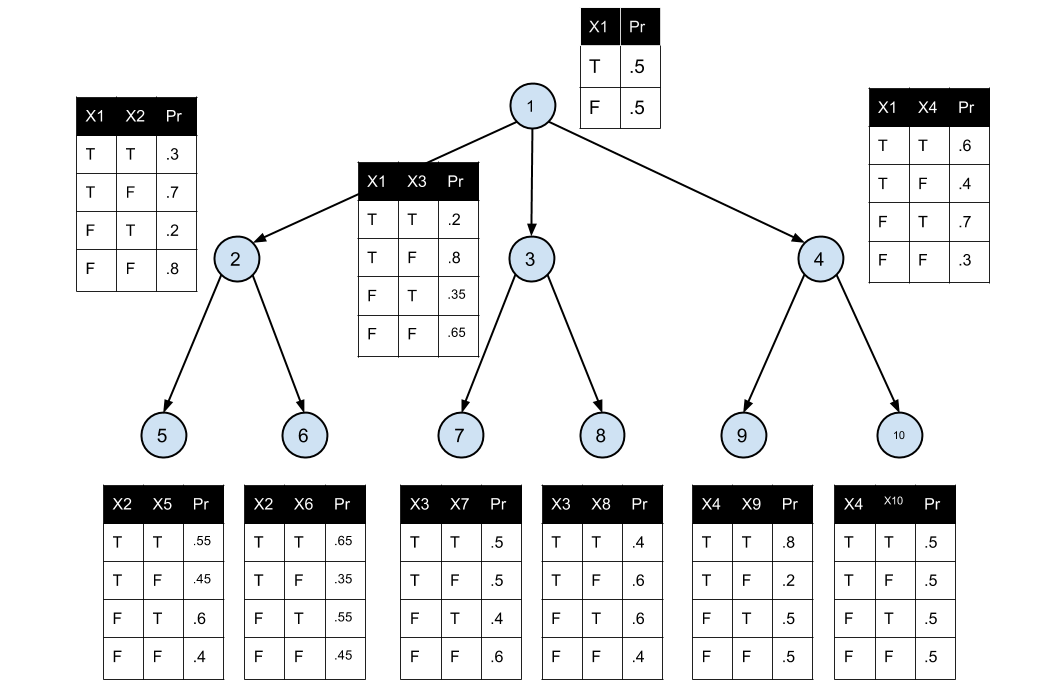 X1 Pr
T .5
F .5
1
X1 X2 Pr
T T .3
T F .7
F T .2
F F .8
X1 X3 Pr
T T .2
T F .8
F T .35
F F .65
X1 X4 Pr
T T .6
T F .4
F T .7
F F .3
2
3
4
5
6
7
8
9
10
X2 X5 Pr
T T .55
T F .45
F T .6
F F .4
X2 X6 Pr
T T .65
T F .35
F T .55
F F .45
X3 X7 Pr
T T .5
T F .5
F T .4
F F .6
X3 X8 Pr
T T .4
T F .6
F T .6
F F .4
X4 X9 Pr
T T .8
T F .2
F T .5
F F .5
X4 X10 Pr
T T .5
T F .5
F T .5
F F .5